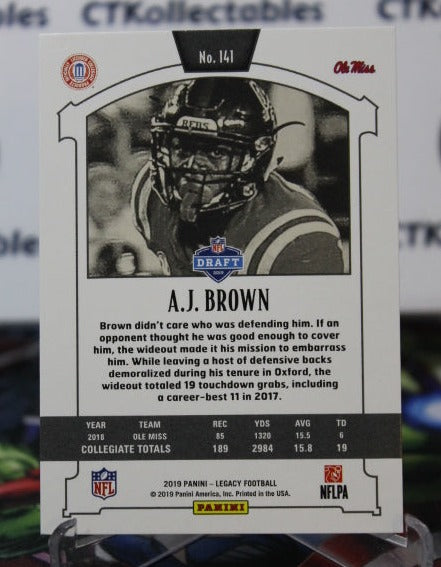 CTKollectables
CTKollectables
CTK
No. 141
Ole Miss
REBS
NFL
DRAFT
2019
A.J. BROWN
Brown didn't care who was defending him. If an
opponent thought he was good enough to cover
him, the wideout made it his mission to embarrass
him. While leaving a host of defensive backs
demoralized during his tenure in Oxford, the
wideout totaled 19 touchdown grabs, including
a career-best 11 in 2017.
YEAR TEAM REC YDS AVG TD
2018 OLE MISS 85 1320 15.5 6
COLLEGIATE TOTALS 189 2984 15.8 19
NFL
2019 PANINI – LEGACY FOOTBALL
© 2019 Panini America, Inc. Printed in the USA.
PANINI
NFLPA